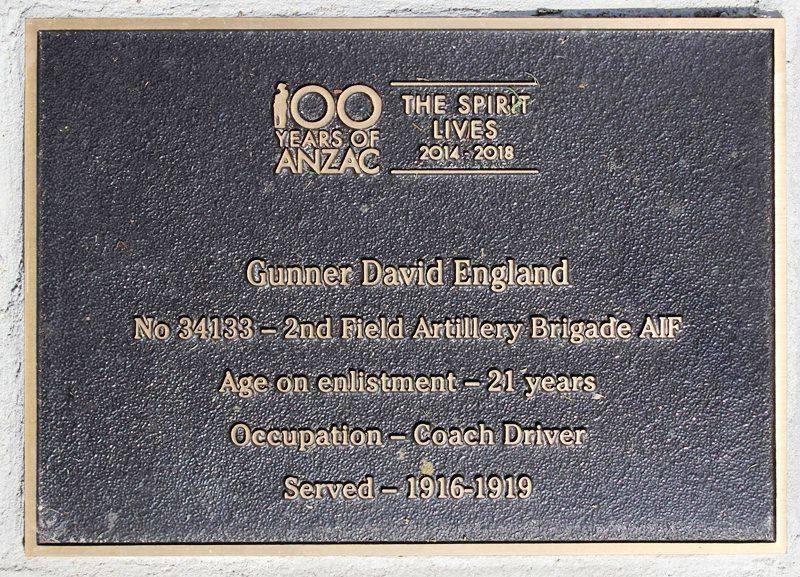 100
YEARS OF
ANZAC
THE SPIRIT
LIVES
2014 - 2018
Gunner David England
No 34133 – 2nd Field Artillery Brigade AIF
Age on enlistment – 21 years
Occupation – Coach Driver
Served – 1916-1919